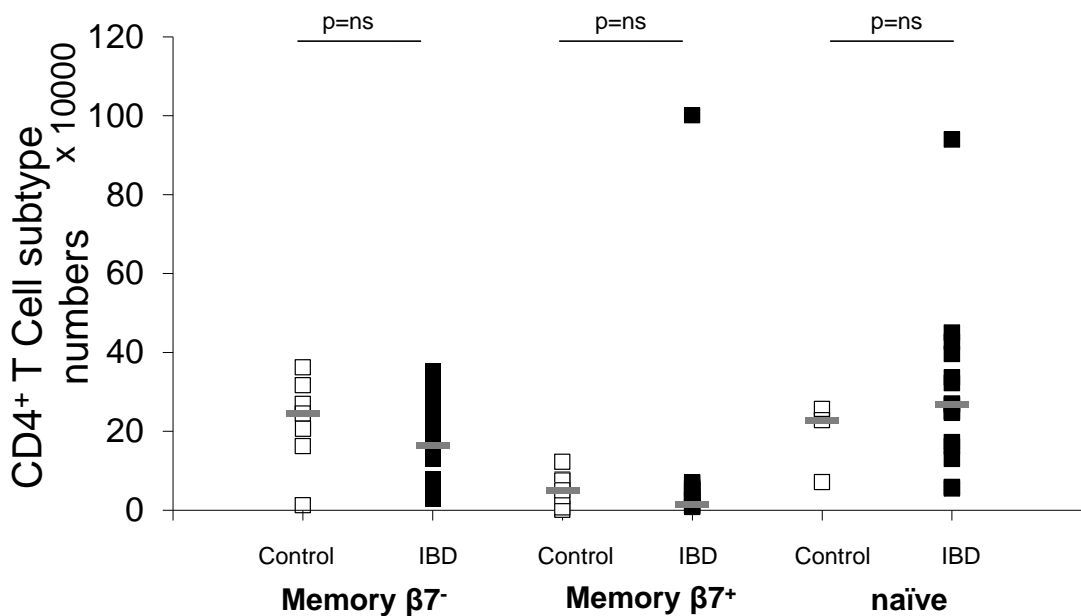 p=ns p=ns p=ns
120
100
80
60
40
20
0
CD4⁺ T Cell subtype
numbers x 10000
Control IBD Control IBD Control IBD
Memory β7⁻ Memory β7⁺ naïve